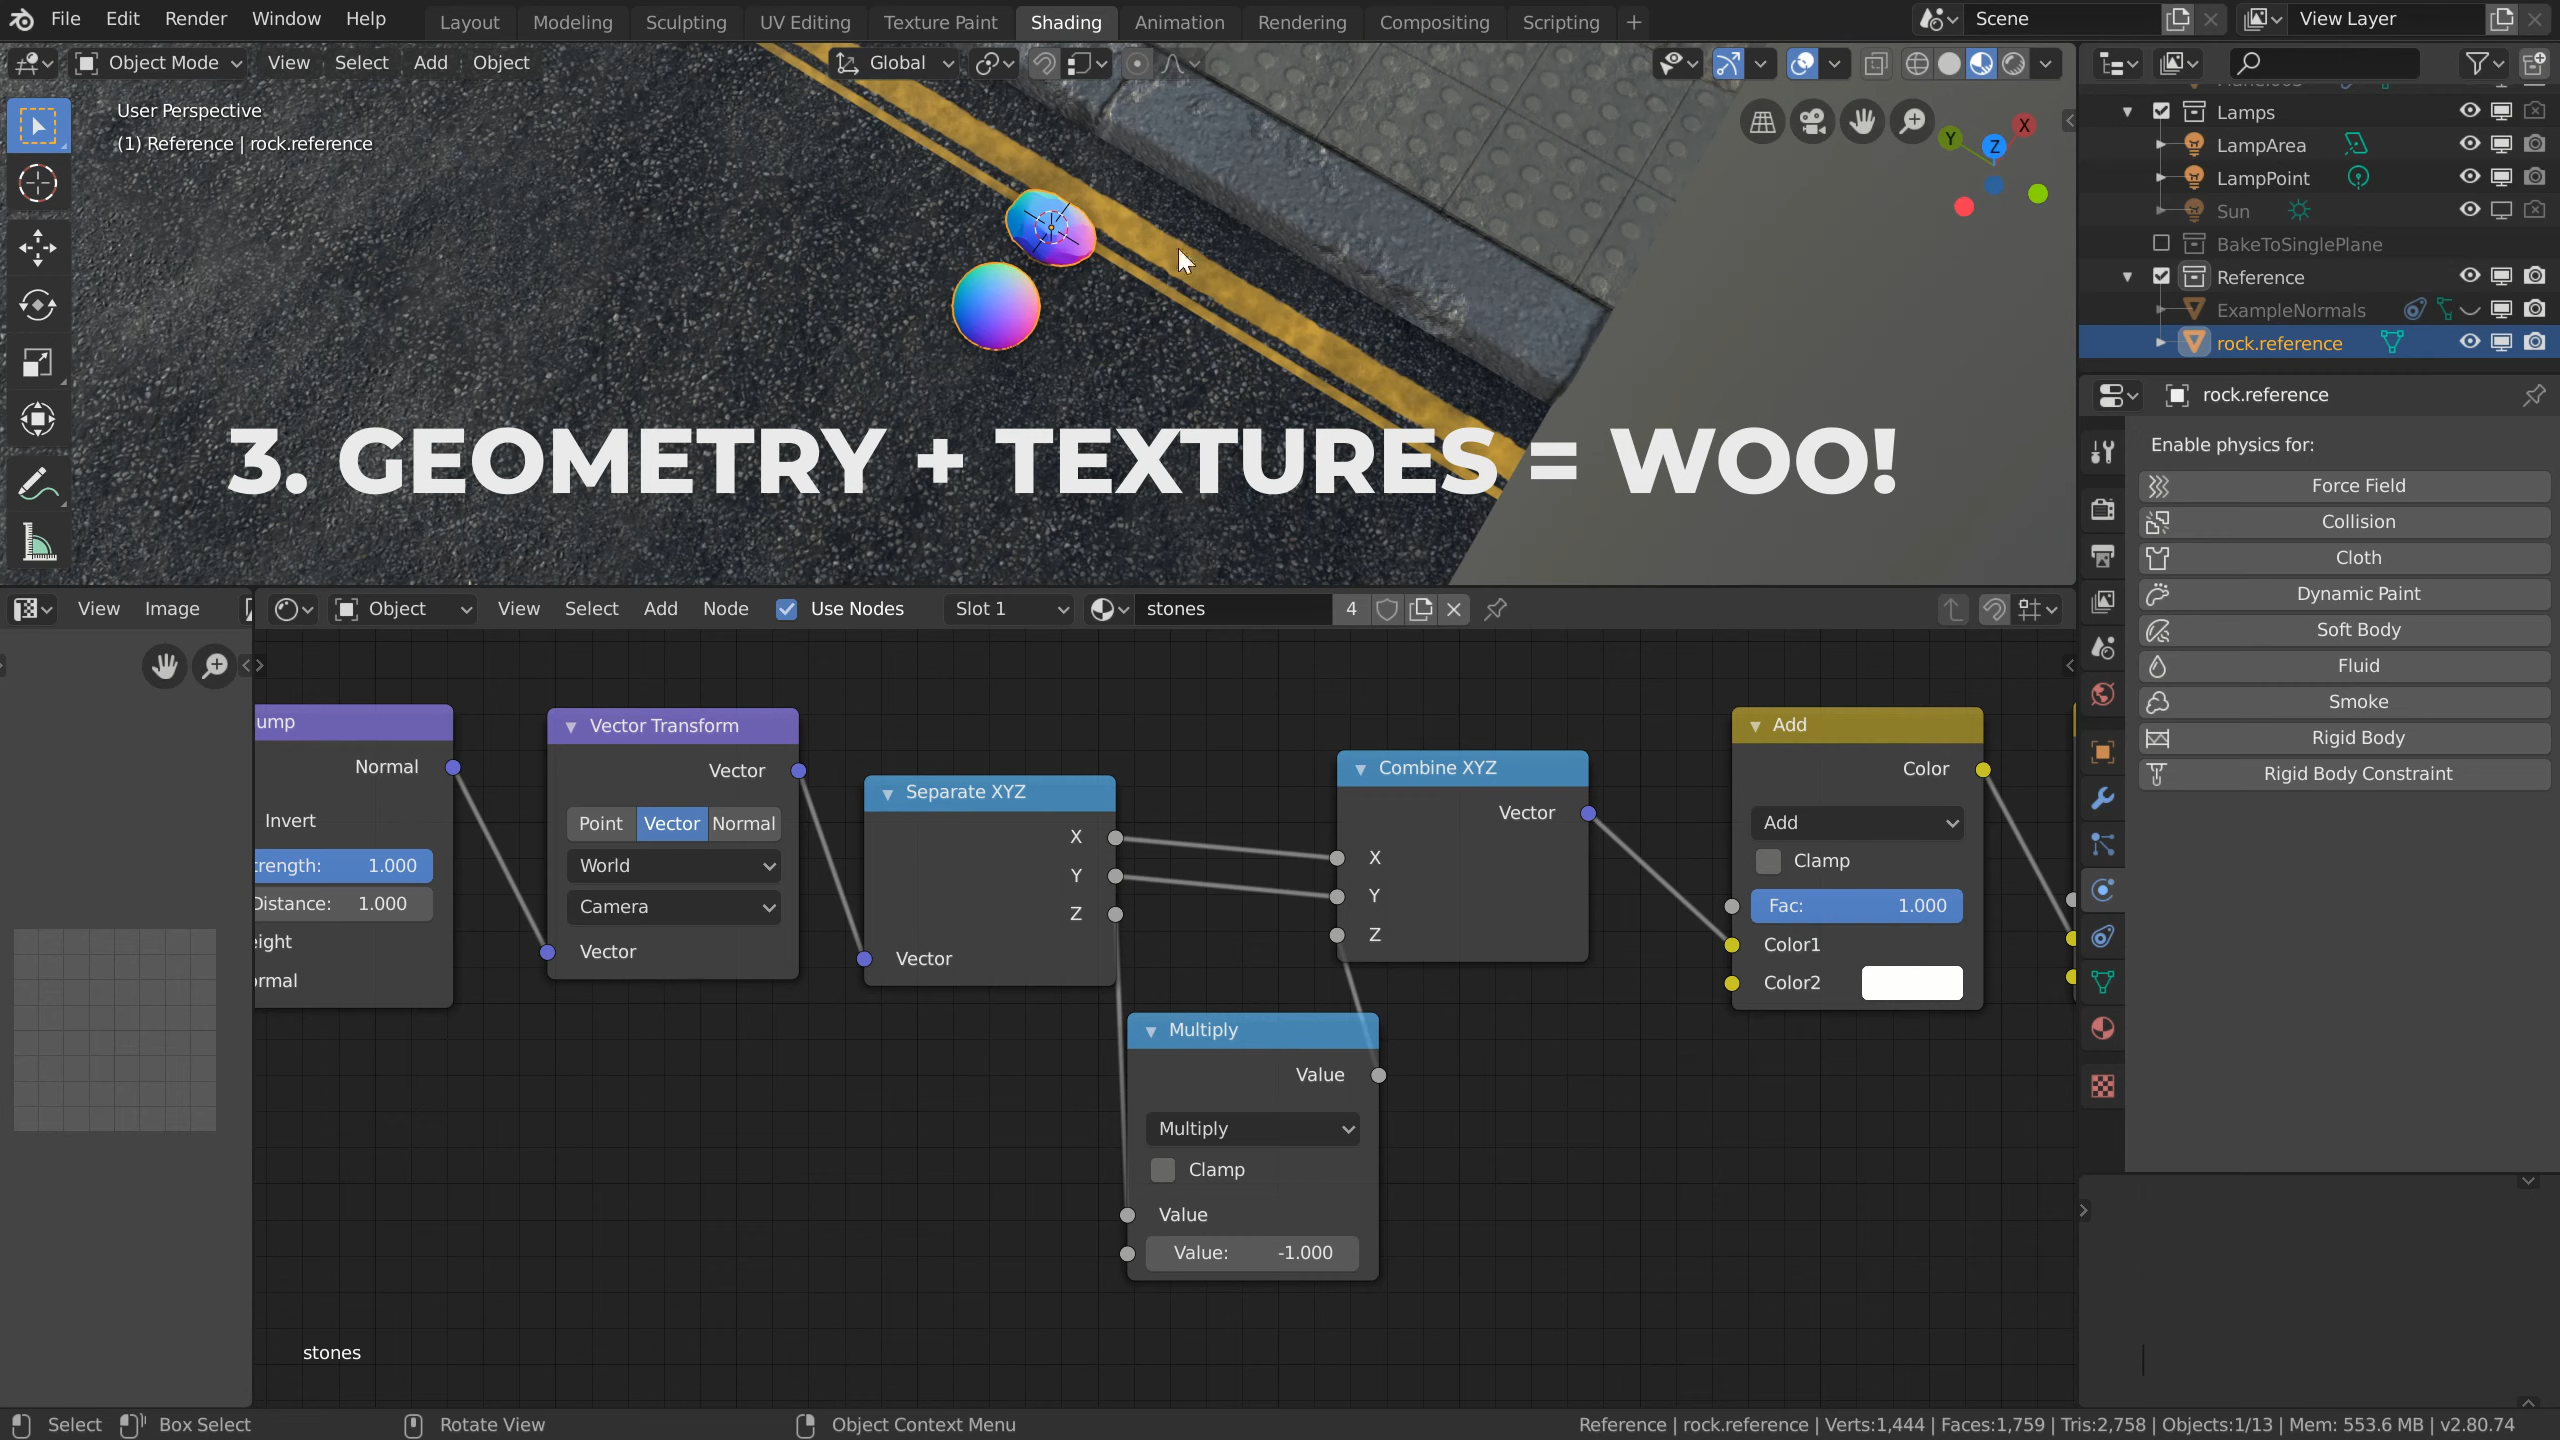 File Edit Render Window Help Layout Modeling Sculpting UV Editing Texture Paint Shading Animation Rendering Compositing Scripting Scene View Layer
Object Mode View Select Add Object Global
User Perspective
(1) Reference | rock.reference
Y X Z
3. GEOMETRY + TEXTURES = WOO!
Lamps
LampArea
LampPoint
Sun
BakeToSinglePlane
Reference
ExampleNormals
rock.reference
rock.reference
Enable physics for:
Force Field
Collision
Cloth
Dynamic Paint
Soft Body
Fluid
Smoke
Rigid Body
Rigid Body Constraint
View Image Object View Select Add Node Use Nodes Slot 1 stones 4
ump
Normal
Invert
trength: 1.000
Distance: 1.000
eight
ormal
Vector Transform
Vector
Point Vector Normal
World
Camera
Vector
Separate XYZ
X
Y
Z
Vector
Multiply
Value
Multiply
Clamp
Value
Value: -1.000
Combine XYZ
Vector
X
Y
Z
Add
Color
Add
Clamp
Fac: 1.000
Color1
Color2
stones
Select Box Select Rotate View Object Context Menu Reference | rock.reference | Verts:1,444 | Faces:1,759 | Tris:2,758 | Objects:1/13 | Mem: 553.6 MB | v2.80.74